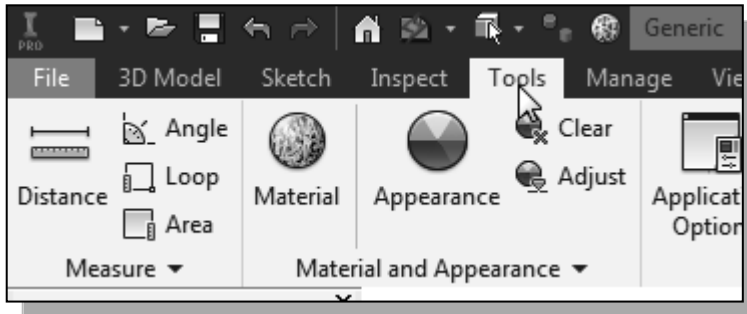 I
PRO
Generic
File 3D Model Sketch Inspect Tools Manage Vie
Distance
Angle
Loop
Area
Material
Appearance
Clear
Adjust
Applicat
Option
Measure
Material and Appearance